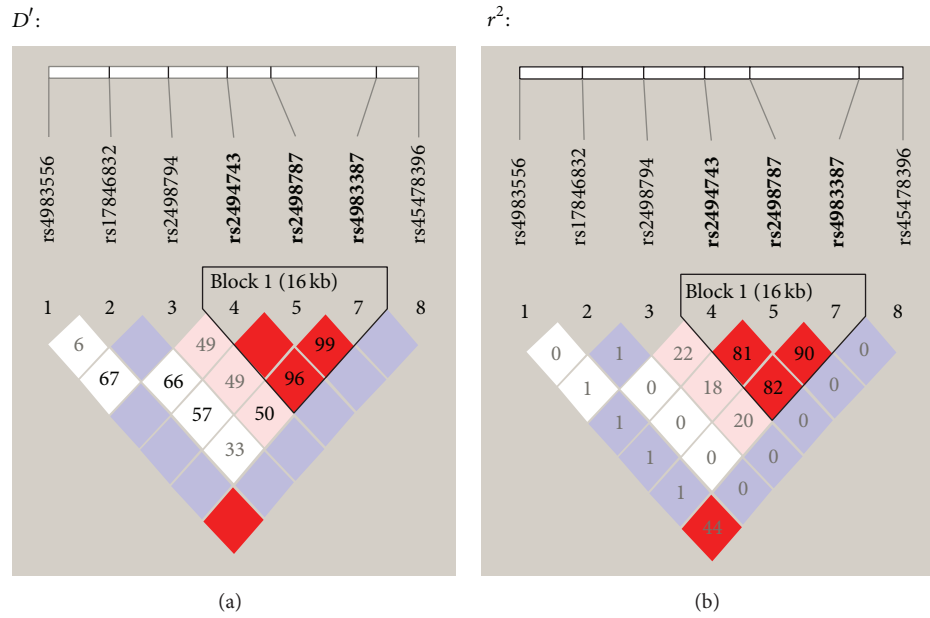 D′:
r²:
rs4983556
rs17846832
rs2498794
rs2494743
rs2498787
rs4983387
rs45478396
rs4983556
rs17846832
rs2498794
rs2494743
rs2498787
rs4983387
rs45478396
Block 1 (16 kb)
1 2 3 4 5 7 8
6 49 99
67 66 49 96
57 50
33
Block 1 (16 kb)
1 2 3 4 5 7 8
0 1 22 81 90 0
1 0 18 82 0
1 0 20 0
1 0 0
1 0
44
(a)
(b)